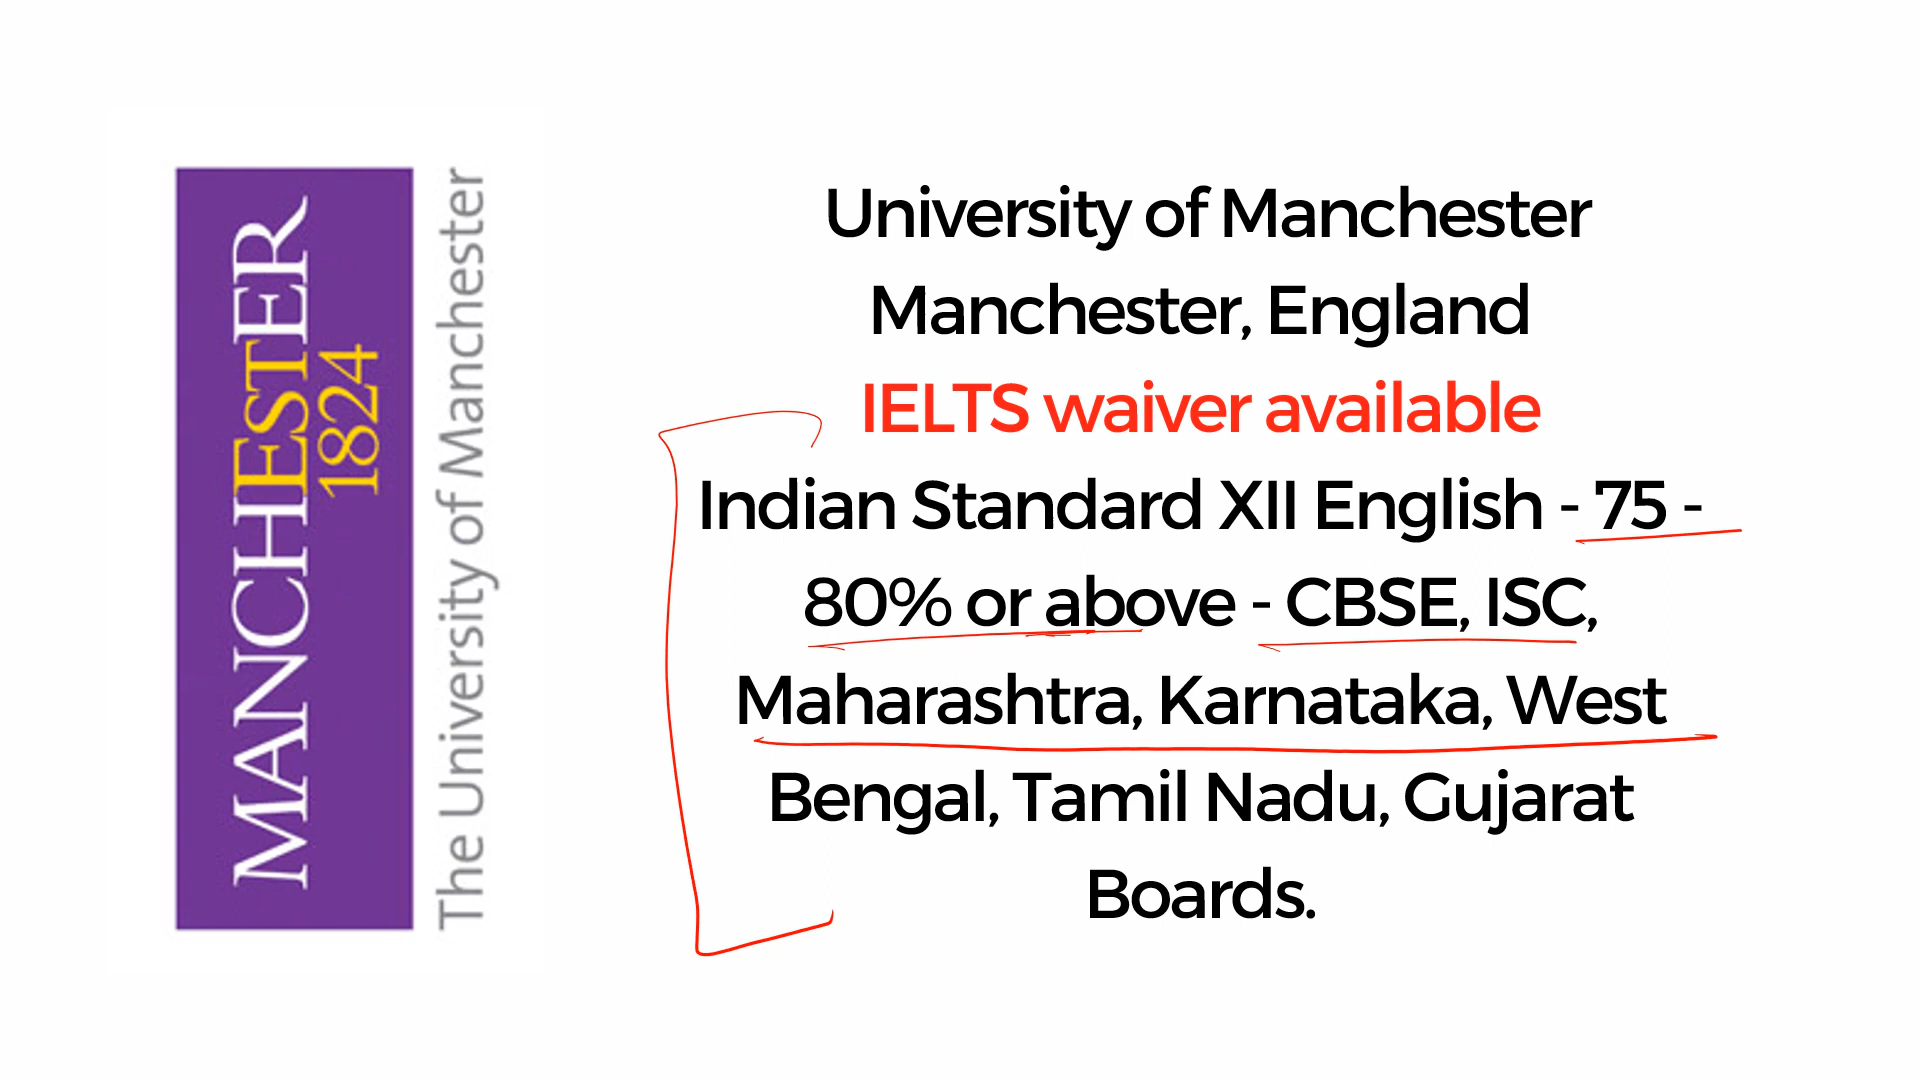 MANCHESTER
1824
The University of Manchester
University of Manchester
Manchester, England
IELTS waiver available
Indian Standard XII English - 75 -
80% or above - CBSE, ISC,
Maharashtra, Karnataka, West
Bengal, Tamil Nadu, Gujarat
Boards.